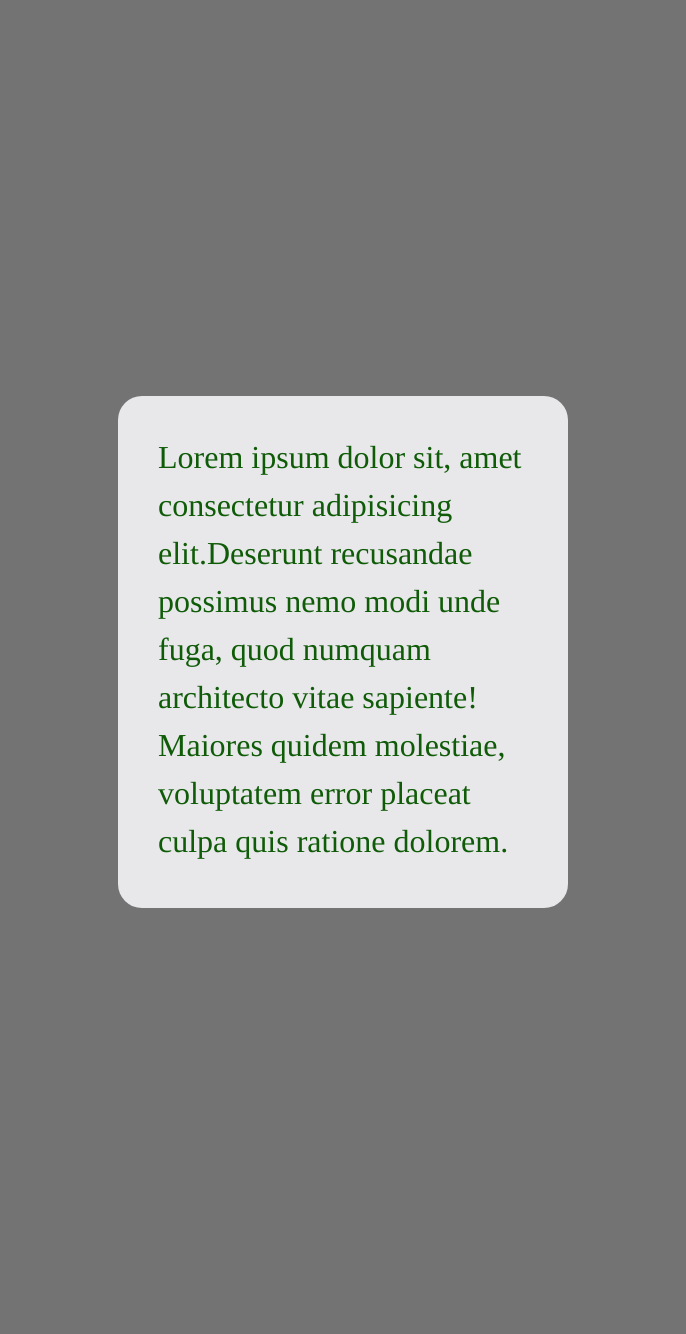 Lorem ipsum dolor sit, amet
consectetur adipisicing
elit.Deserunt recusandae
possimus nemo modi unde
fuga, quod numquam
architecto vitae sapiente!
Maiores quidem molestiae,
voluptatem error placeat
culpa quis ratione dolorem.